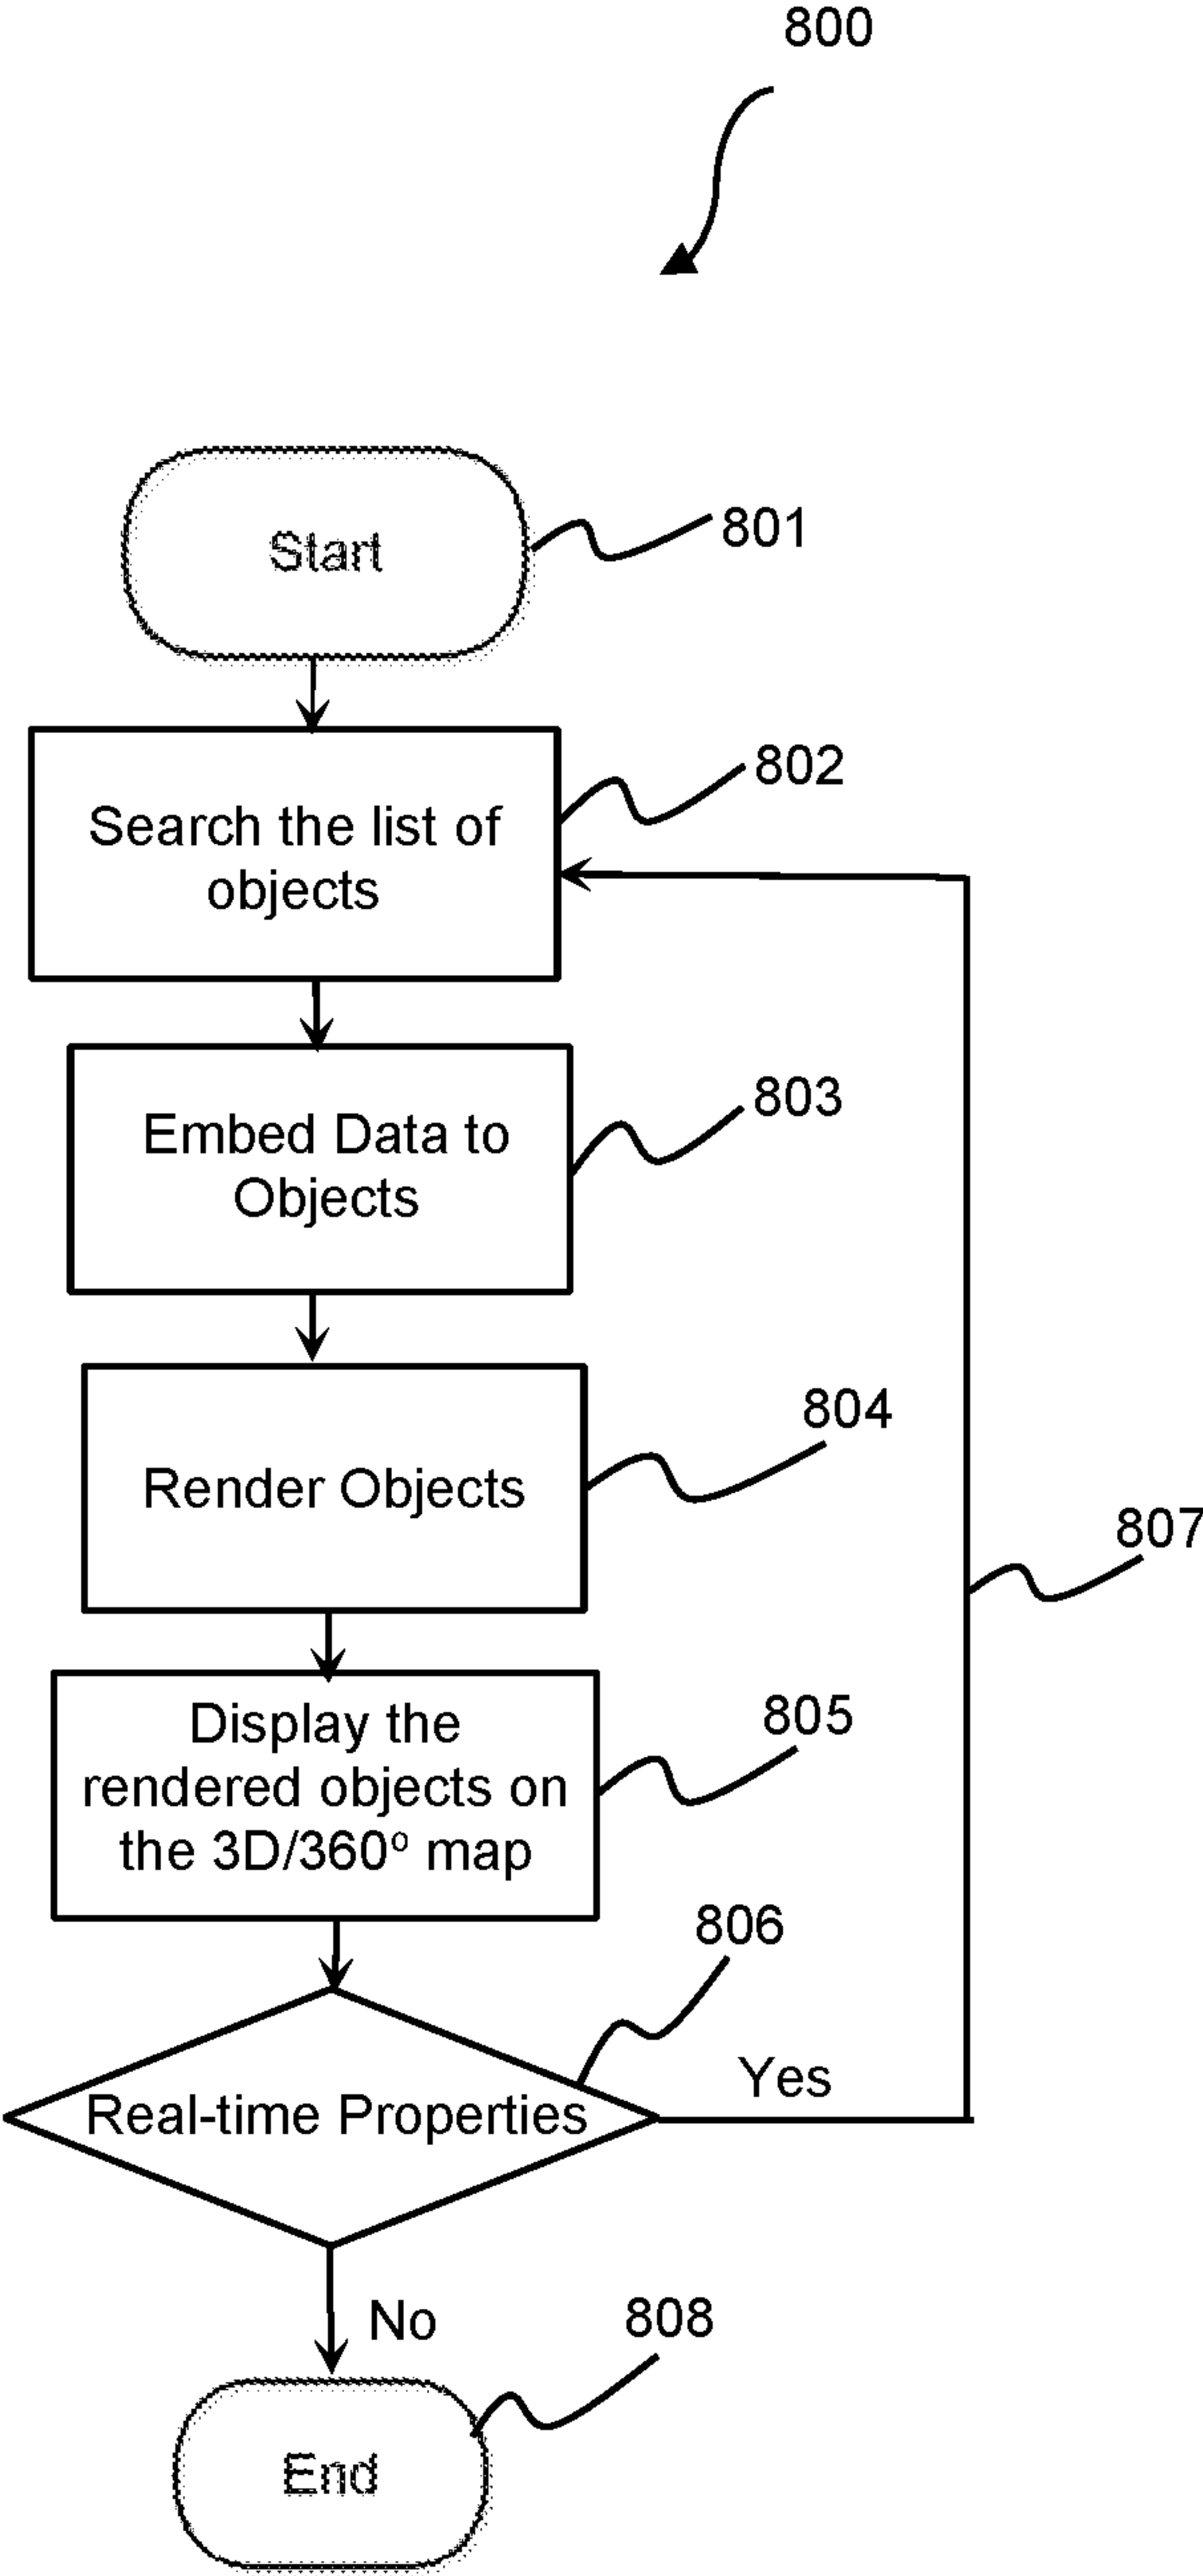 800
Start
801
802
Search the list of
objects
803
Embed Data to
Objects
804
Render Objects
807
805
Display the
rendered objects on
the 3D/360º map
806
Yes
Real-time Properties
No
808
End